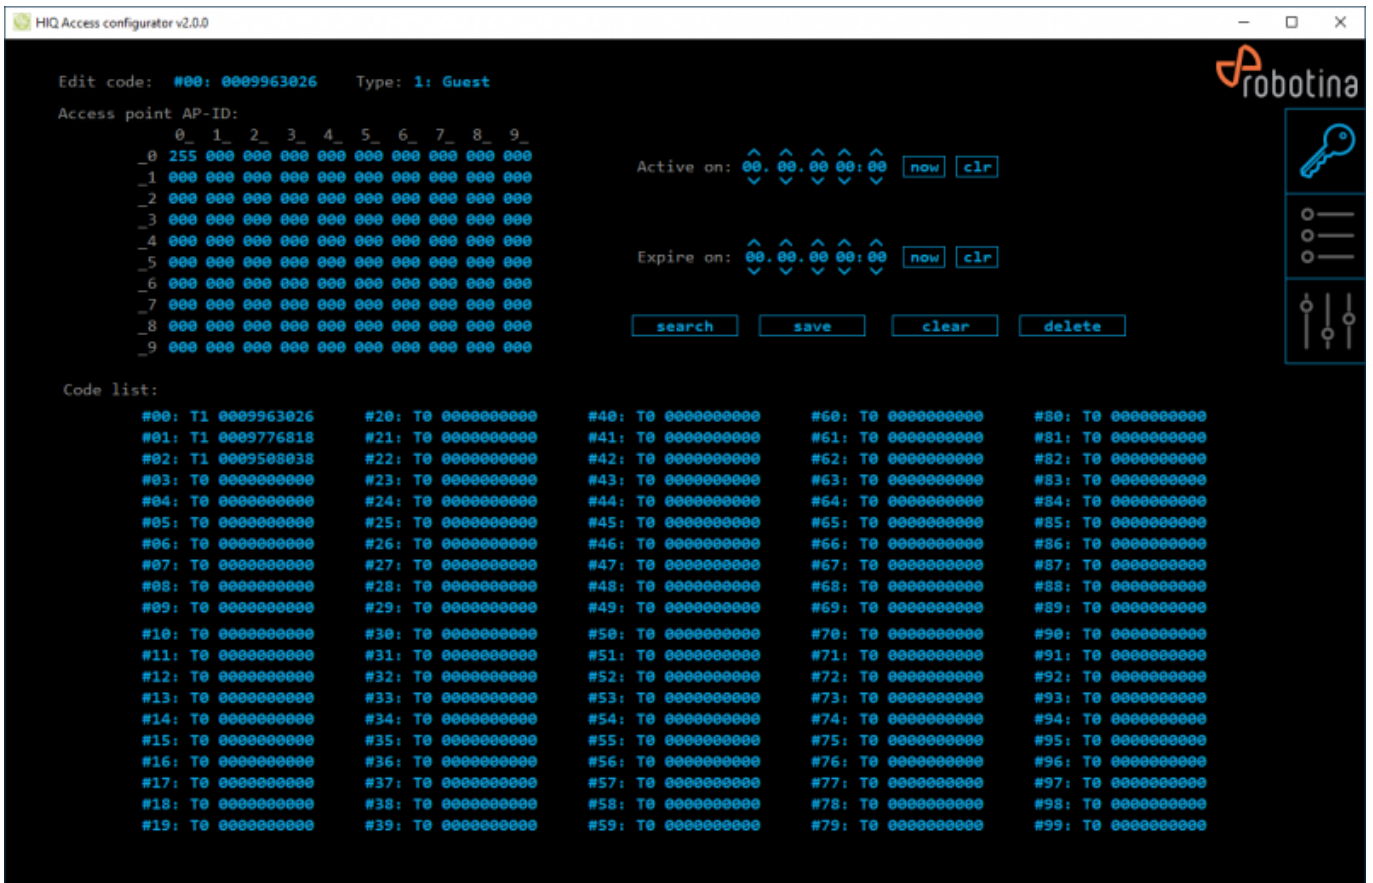 HIQ Access configurator v2.0.0
robotina
Edit code: #00: 0009963026 Type: 1: Guest
Access point AP-ID:
0_ 1_ 2_ 3_ 4_ 5_ 6_ 7_ 8_ 9_
_0 255 000 000 000 000 000 000 000 000 000
_1 000 000 000 000 000 000 000 000 000 000
_2 000 000 000 000 000 000 000 000 000 000
_3 000 000 000 000 000 000 000 000 000 000
_4 000 000 000 000 000 000 000 000 000 000
_5 000 000 000 000 000 000 000 000 000 000
_6 000 000 000 000 000 000 000 000 000 000
_7 000 000 000 000 000 000 000 000 000 000
_8 000 000 000 000 000 000 000 000 000 000
_9 000 000 000 000 000 000 000 000 000 000
Active on: 00. 00. 00 00: 00 now clr
Expire on: 00. 00. 00 00: 00 now clr
search save clear delete
Code list:
#00: T1 0009963026 #20: T0 0000000000 #40: T0 0000000000 #60: T0 0000000000 #80: T0 0000000000
#01: T1 0009776818 #21: T0 0000000000 #41: T0 0000000000 #61: T0 0000000000 #81: T0 0000000000
#02: T1 0009508038 #22: T0 0000000000 #42: T0 0000000000 #62: T0 0000000000 #82: T0 0000000000
#03: T0 0000000000 #23: T0 0000000000 #43: T0 0000000000 #63: T0 0000000000 #83: T0 0000000000
#04: T0 0000000000 #24: T0 0000000000 #44: T0 0000000000 #64: T0 0000000000 #84: T0 0000000000
#05: T0 0000000000 #25: T0 0000000000 #45: T0 0000000000 #65: T0 0000000000 #85: T0 0000000000
#06: T0 0000000000 #26: T0 0000000000 #46: T0 0000000000 #66: T0 0000000000 #86: T0 0000000000
#07: T0 0000000000 #27: T0 0000000000 #47: T0 0000000000 #67: T0 0000000000 #87: T0 0000000000
#08: T0 0000000000 #28: T0 0000000000 #48: T0 0000000000 #68: T0 0000000000 #88: T0 0000000000
#09: T0 0000000000 #29: T0 0000000000 #49: T0 0000000000 #69: T0 0000000000 #89: T0 0000000000
#10: T0 0000000000 #30: T0 0000000000 #50: T0 0000000000 #70: T0 0000000000 #90: T0 0000000000
#11: T0 0000000000 #31: T0 0000000000 #51: T0 0000000000 #71: T0 0000000000 #91: T0 0000000000
#12: T0 0000000000 #32: T0 0000000000 #52: T0 0000000000 #72: T0 0000000000 #92: T0 0000000000
#13: T0 0000000000 #33: T0 0000000000 #53: T0 0000000000 #73: T0 0000000000 #93: T0 0000000000
#14: T0 0000000000 #34: T0 0000000000 #54: T0 0000000000 #74: T0 0000000000 #94: T0 0000000000
#15: T0 0000000000 #35: T0 0000000000 #55: T0 0000000000 #75: T0 0000000000 #95: T0 0000000000
#16: T0 0000000000 #36: T0 0000000000 #56: T0 0000000000 #76: T0 0000000000 #96: T0 0000000000
#17: T0 0000000000 #37: T0 0000000000 #57: T0 0000000000 #77: T0 0000000000 #97: T0 0000000000
#18: T0 0000000000 #38: T0 0000000000 #58: T0 0000000000 #78: T0 0000000000 #98: T0 0000000000
#19: T0 0000000000 #39: T0 0000000000 #59: T0 0000000000 #79: T0 0000000000 #99: T0 0000000000